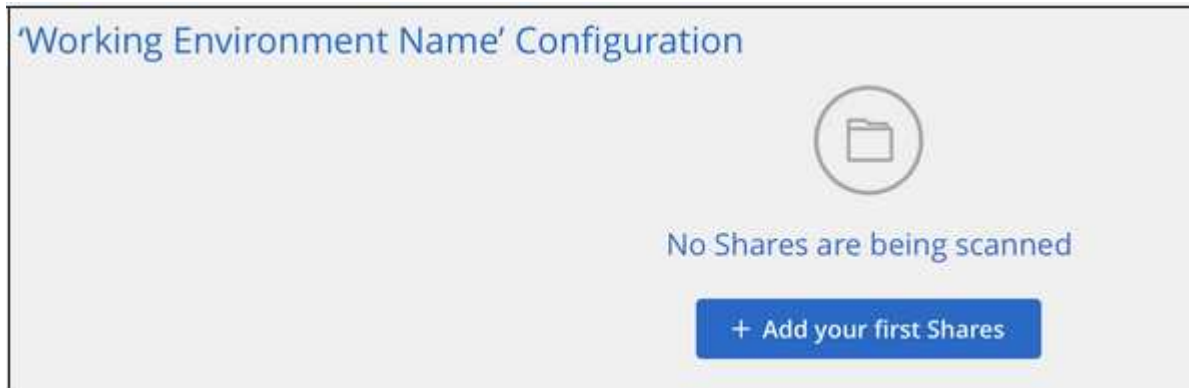 ‘Working Environment Name’ Configuration
No Shares are being scanned
+ Add your first Shares